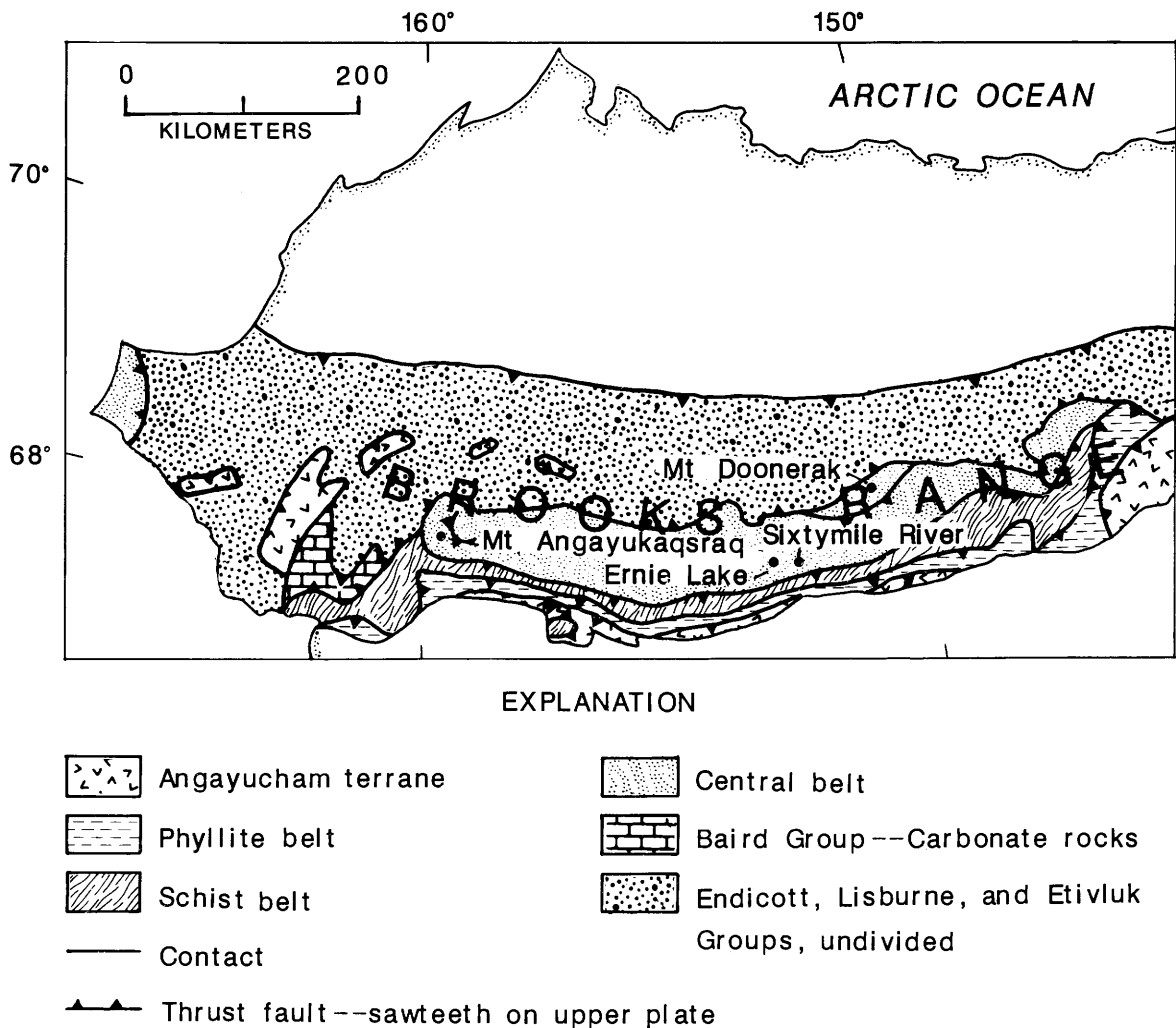 160° 150°
0 200
KILOMETERS
ARCTIC OCEAN
70°
68°
BROOKS RANGE
Mt Doonerak
Mt Angayukaqsraq
Sixtymile River
Ernie Lake
EXPLANATION
Angayucham terrane
Phyllite belt
Schist belt
Contact
Thrust fault--sawteeth on upper plate
Central belt
Baird Group--Carbonate rocks
Endicott, Lisburne, and Etivluk
Groups, undivided